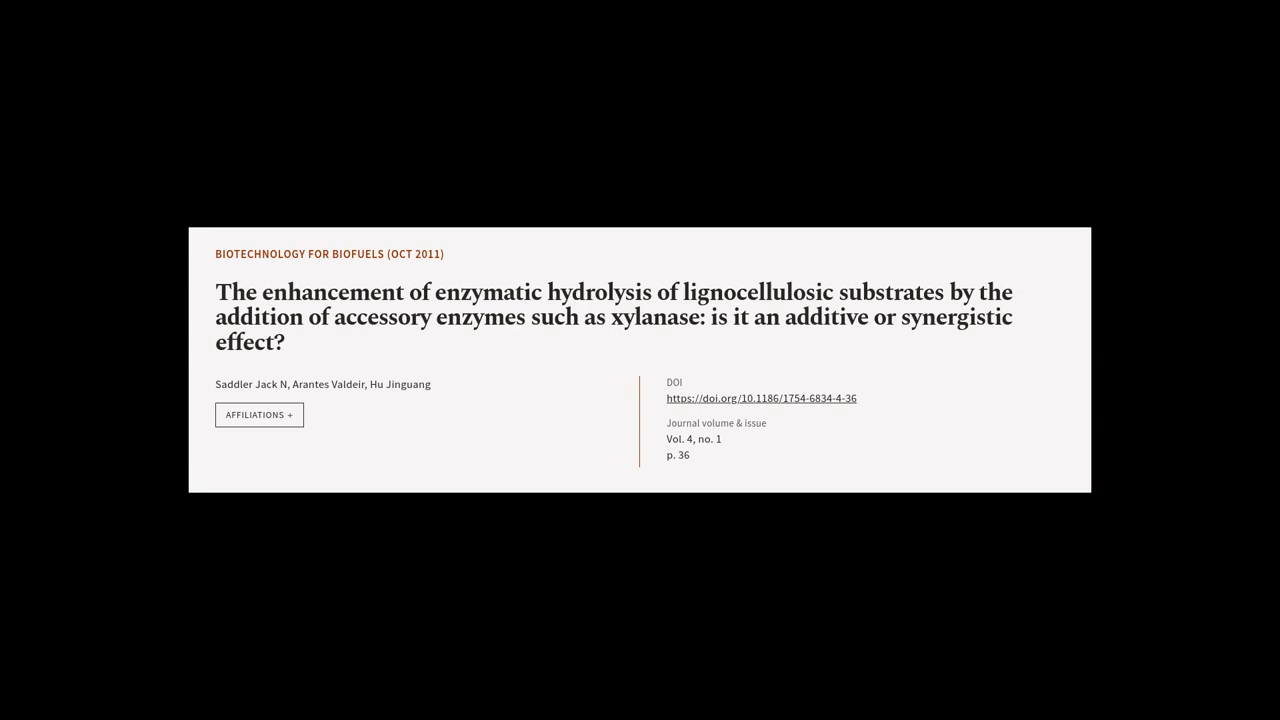 BIOTECHNOLOGY FOR BIOFUELS (OCT 2011)
The enhancement of enzymatic hydrolysis of lignocellulosic substrates by the
addition of accessory enzymes such as xylanase: is it an additive or synergistic
effect?
Saddler Jack N, Arantes Valdeir, Hu Jinguang
AFFILIATIONS +
DOI
https://doi.org/10.1186/1754-6834-4-36
Journal volume & issue
Vol. 4, no. 1
p. 36